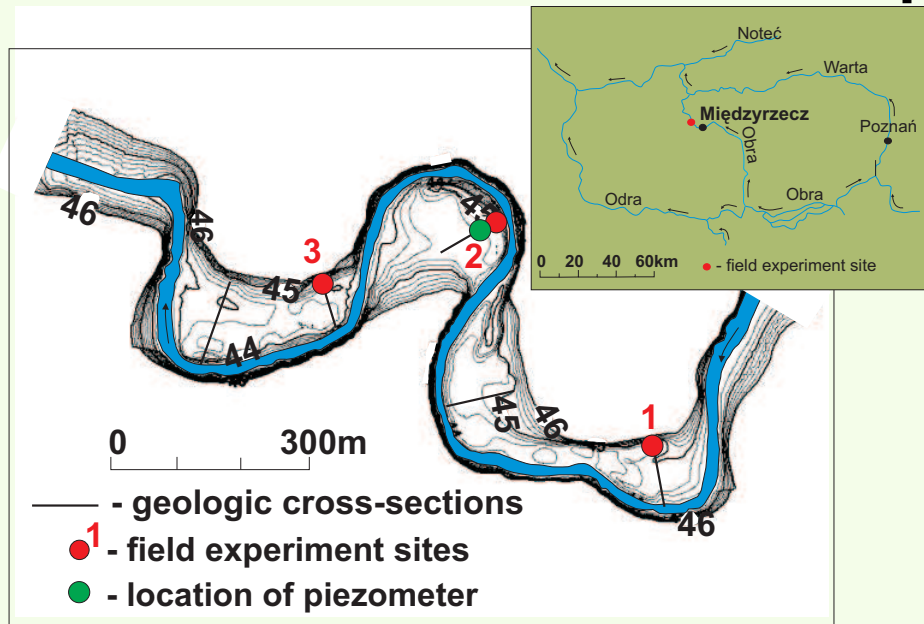 Noteć
Warta
Międzyrzecz
Poznań
Obra
Odra
Obra
0 20 40 60km
- field experiment site
46
46
3
45
44
2
45
46
1
46
0 300m
- geologic cross-sections
1 - field experiment sites
- location of piezometer